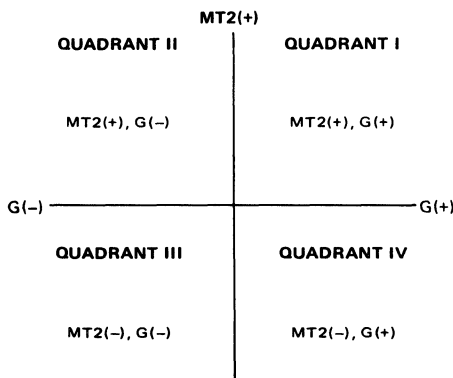 MT2(+)
QUADRANT II QUADRANT I
MT2(+), G(−) MT2(+), G(+)
G(−) G(+)
QUADRANT III QUADRANT IV
MT2(−), G(−) MT2(−), G(+)